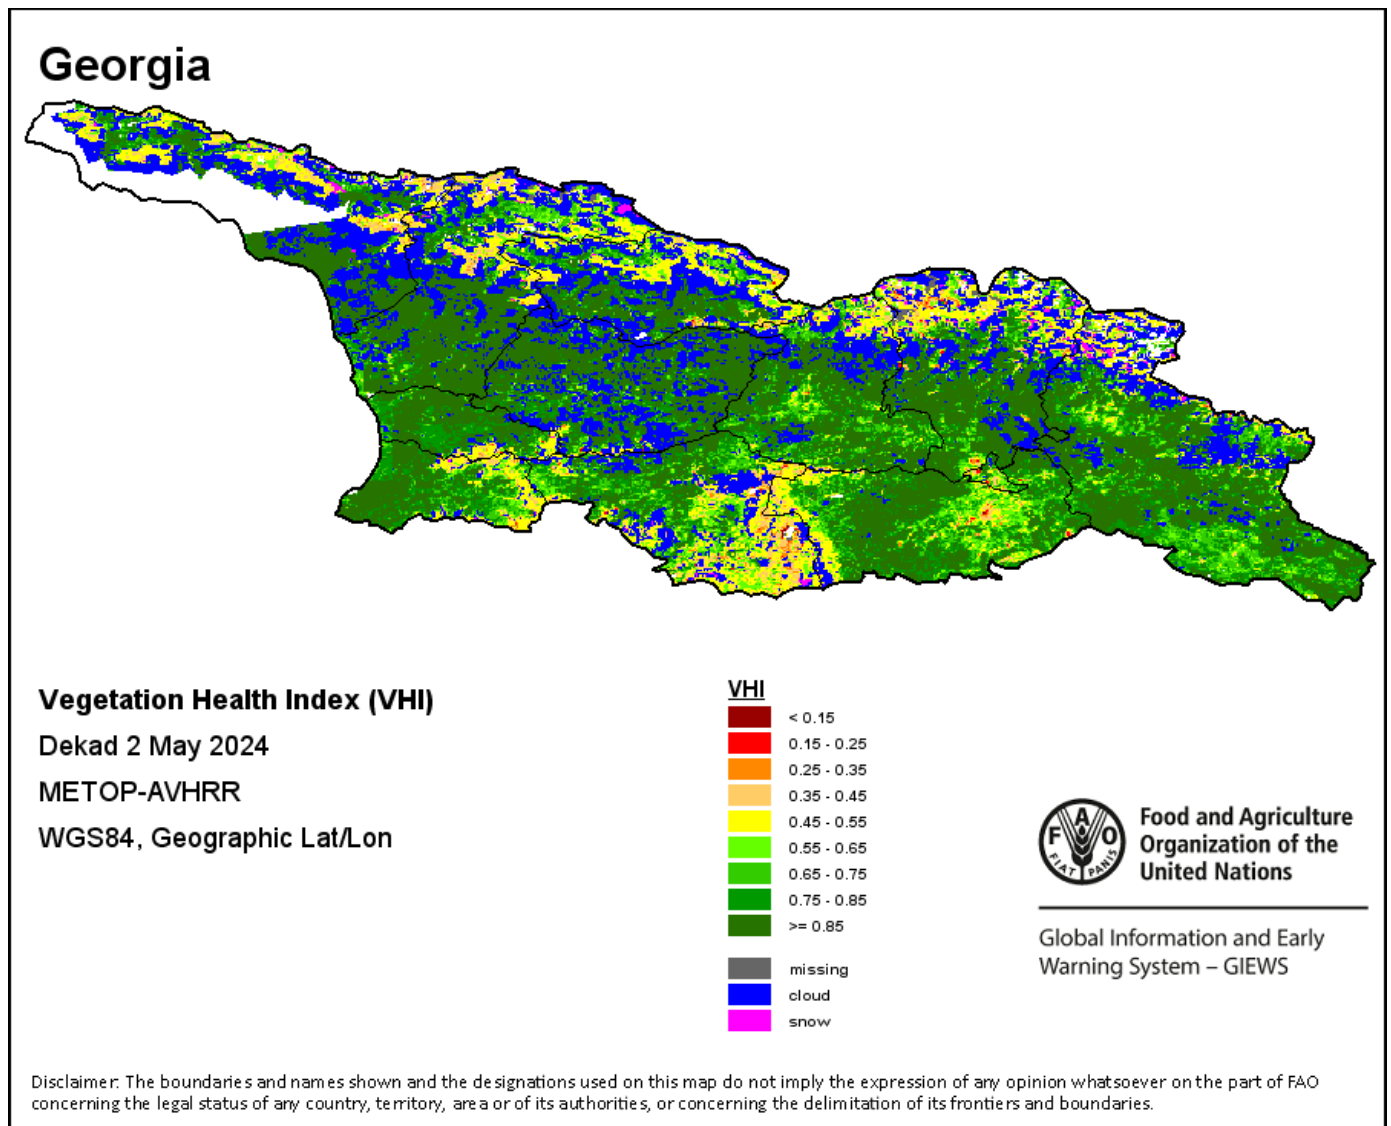 Georgia
Vegetation Health Index (VHI)
Dekad 2 May 2024
METOP-AVHRR
WGS84, Geographic Lat/Lon
VHI
< 0.15
0.15 - 0.25
0.25 - 0.35
0.35 - 0.45
0.45 - 0.55
0.55 - 0.65
0.65 - 0.75
0.75 - 0.85
>= 0.85
missing
cloud
snow
F A O
FIAT PANIS
Food and Agriculture
Organization of the
United Nations
Global Information and Early
Warning System – GIEWS
Disclaimer: The boundaries and names shown and the designations used on this map do not imply the expression of any opinion whatsoever on the part of FAO
concerning the legal status of any country, territory, area or of its authorities, or concerning the delimitation of its frontiers and boundaries.